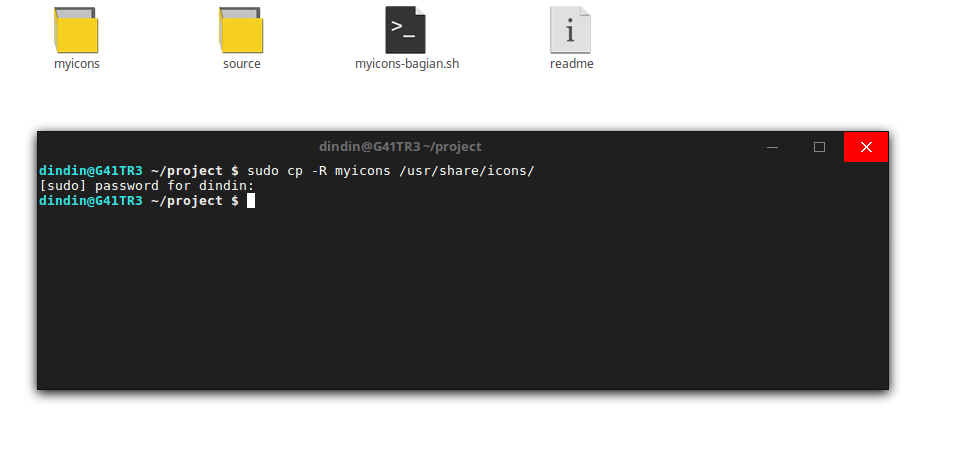 myicons
source
myicons-bagian.sh
readme
dindin@G41TR3 ~/project
dindin@G41TR3 ~/project $ sudo cp -R myicons /usr/share/icons/
[sudo] password for dindin:
dindin@G41TR3 ~/project $